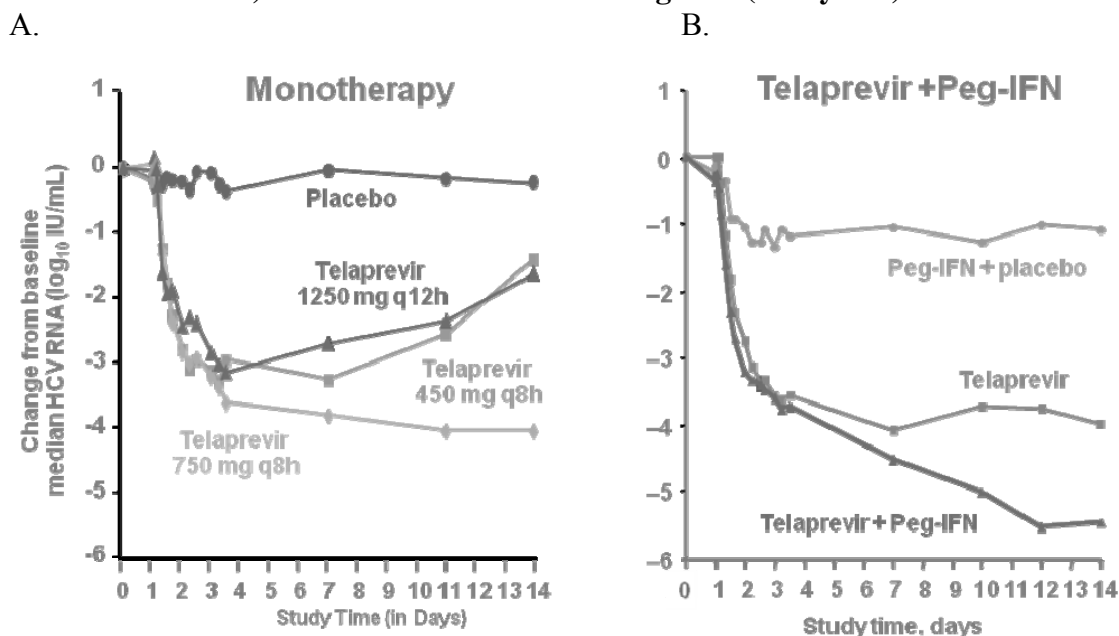 A.
B.
Monotherapy
Change from baseline
median HCV RNA (log10 IU/mL)
1
0
-1
-2
-3
-4
-5
-6
Placebo
Telaprevir
1250 mg q12h
Telaprevir
450 mg q8h
Telaprevir
750 mg q8h
0 1 2 3 4 5 6 7 8 9 10 11 12 13 14
Study Time (in Days)
Telaprevir +Peg-IFN
1
0
–1
–2
–3
–4
–5
–6
Peg-IFN + placebo
Telaprevir
Telaprevir + Peg-IFN
0 1 2 3 4 5 6 7 8 9 10 11 12 13 14
Study time, days